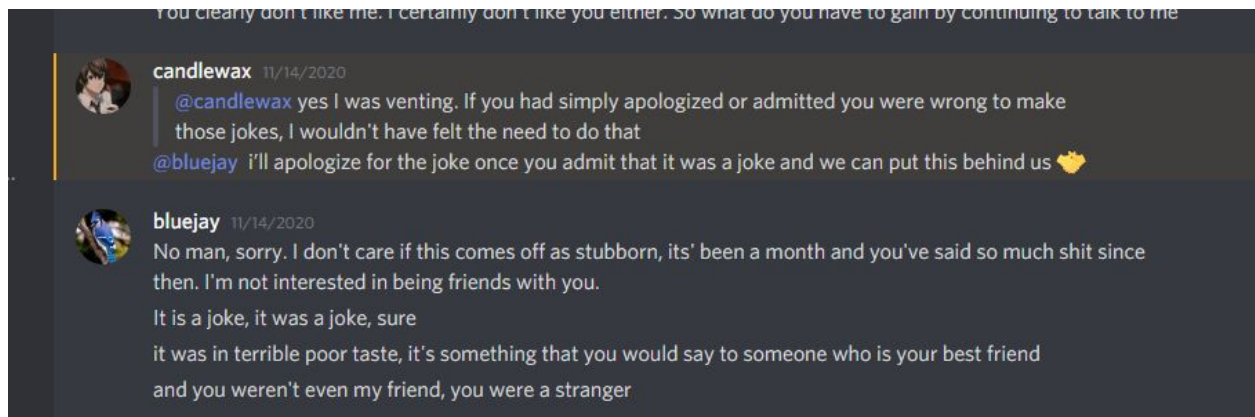 You clearly don't like me. I certainly don't like you either. So what do you have to gain by continuing to talk to me
candlewax 11/14/2020
@candlewax yes I was venting. If you had simply apologized or admitted you were wrong to make
those jokes, I wouldn't have felt the need to do that
@bluejay i'll apologize for the joke once you admit that it was a joke and we can put this behind us
bluejay 11/14/2020
No man, sorry. I don't care if this comes off as stubborn, its' been a month and you've said so much shit since
then. I'm not interested in being friends with you.
It is a joke, it was a joke, sure
it was in terrible poor taste, it's something that you would say to someone who is your best friend
and you weren't even my friend, you were a stranger